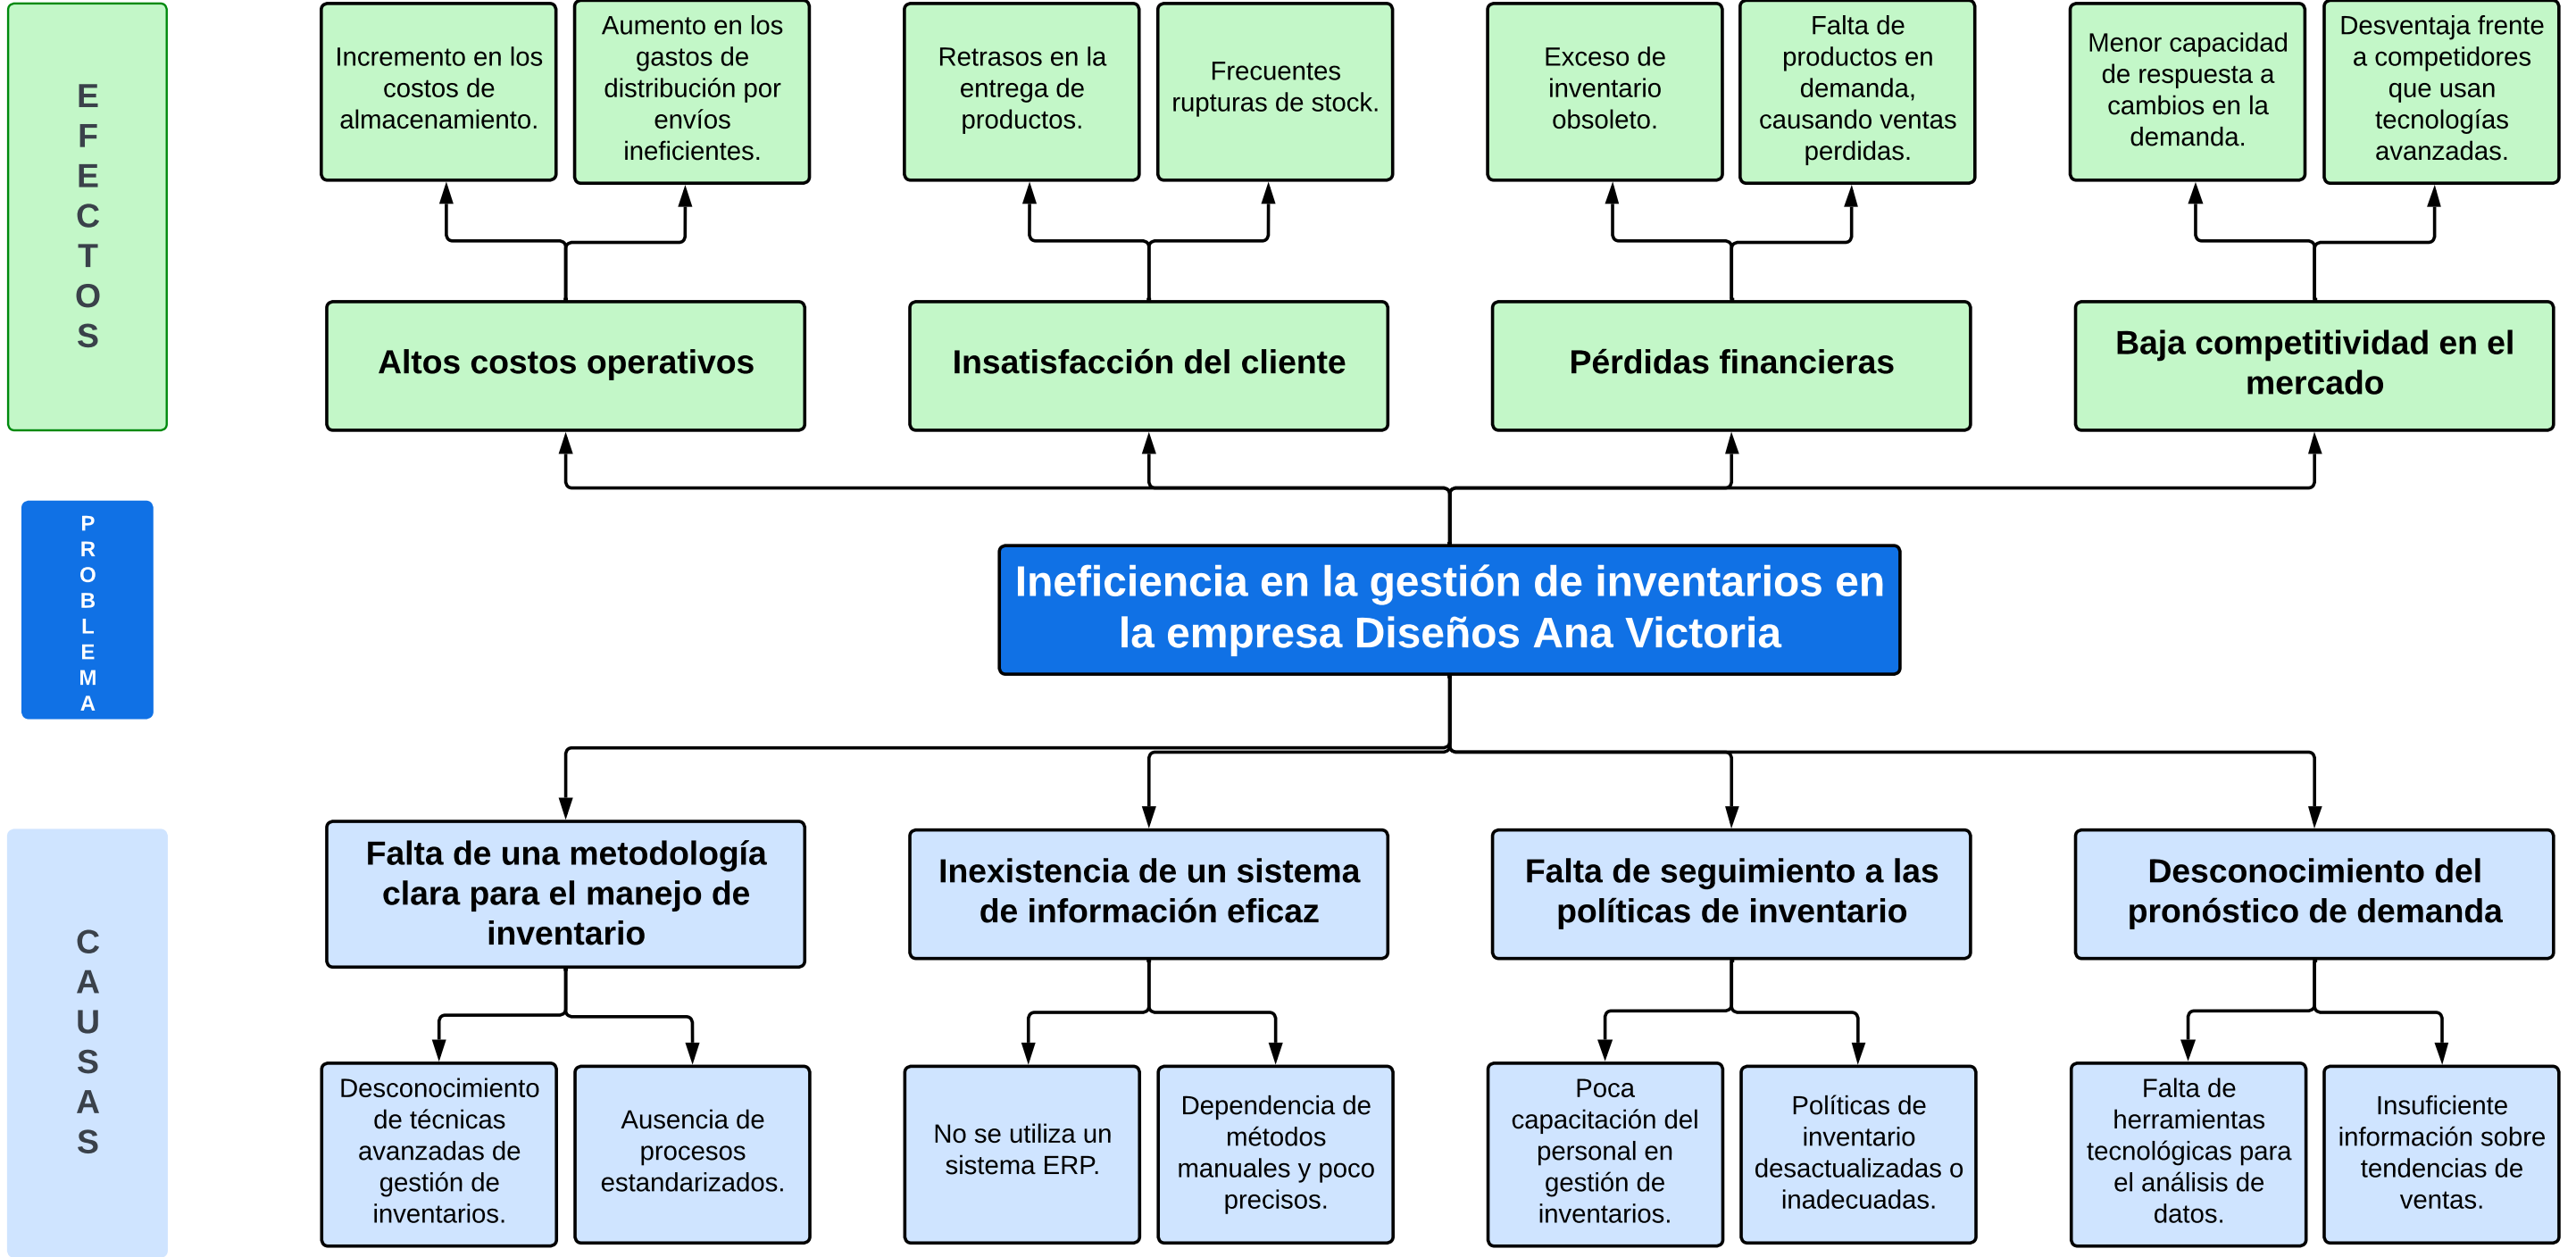 E
F
E
C
T
O
S
Incremento en los
costos de
almacenamiento.
Aumento en los
gastos de
distribución por
envíos
ineficientes.
Retrasos en la
entrega de
productos.
Frecuentes
rupturas de stock.
Exceso de
inventario
obsoleto.
Falta de
productos en
demanda,
causando ventas
perdidas.
Menor capacidad
de respuesta a
cambios en la
demanda.
Desventaja frente
a competidores
que usan
tecnologías
avanzadas.
Altos costos operativos
Insatisfacción del cliente
Pérdidas financieras
Baja competitividad en el
mercado
P
R
O
B
L
E
M
A
Ineficiencia en la gestión de inventarios en
la empresa Diseños Ana Victoria
C
A
U
S
A
S
Falta de una metodología
clara para el manejo de
inventario
Inexistencia de un sistema
de información eficaz
Falta de seguimiento a las
políticas de inventario
Desconocimiento del
pronóstico de demanda
Desconocimiento
de técnicas
avanzadas de
gestión de
inventarios.
Ausencia de
procesos
estandarizados.
No se utiliza un
sistema ERP.
Dependencia de
métodos
manuales y poco
precisos.
Poca
capacitación del
personal en
gestión de
inventarios.
Políticas de
inventario
desactualizadas o
inadecuadas.
Falta de
herramientas
tecnológicas para
el análisis de
datos.
Insuficiente
información sobre
tendencias de
ventas.